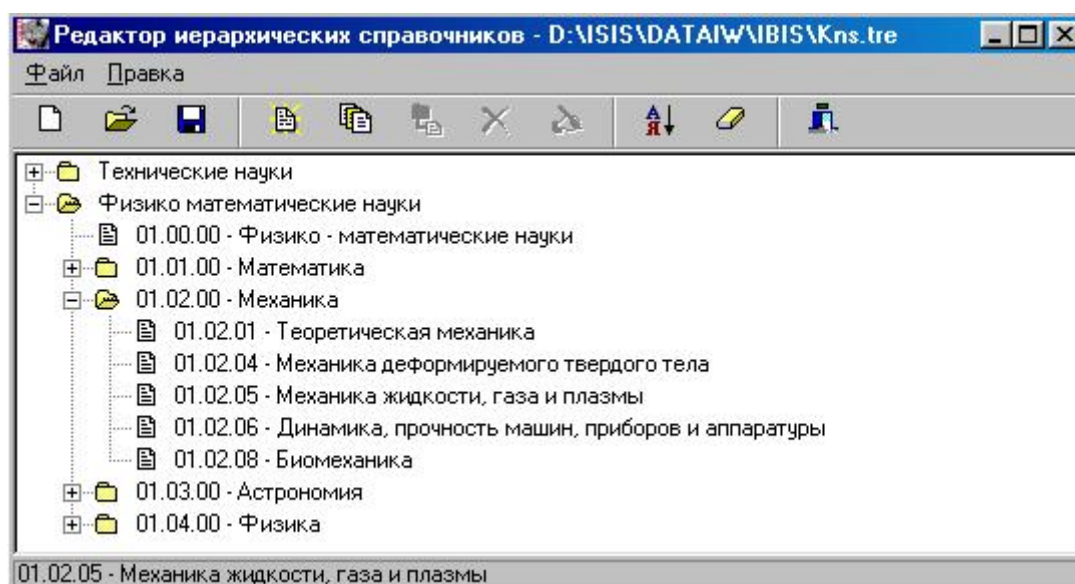 Редактор иерархических справочников - D:\ISIS\DATAIW\IBIS\Kns.tre
Файл Правка
Технические науки
Физико математические науки
01.00.00 - Физико - математические науки
01.01.00 - Математика
01.02.00 - Механика
01.02.01 - Теоретическая механика
01.02.04 - Механика деформируемого твердого тела
01.02.05 - Механика жидкости, газа и плазмы
01.02.06 - Динамика, прочность машин, приборов и аппаратуры
01.02.08 - Биомеханика
01.03.00 - Астрономия
01.04.00 - Физика
01.02.05 - Механика жидкости, газа и плазмы